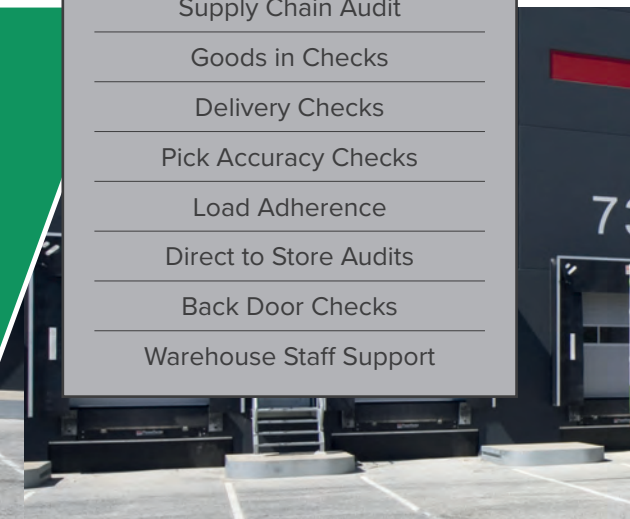 Supply Chain Audit
Goods in Checks
Delivery Checks
Pick Accuracy Checks
Load Adherence
Direct to Store Audits
Back Door Checks
Warehouse Staff Support